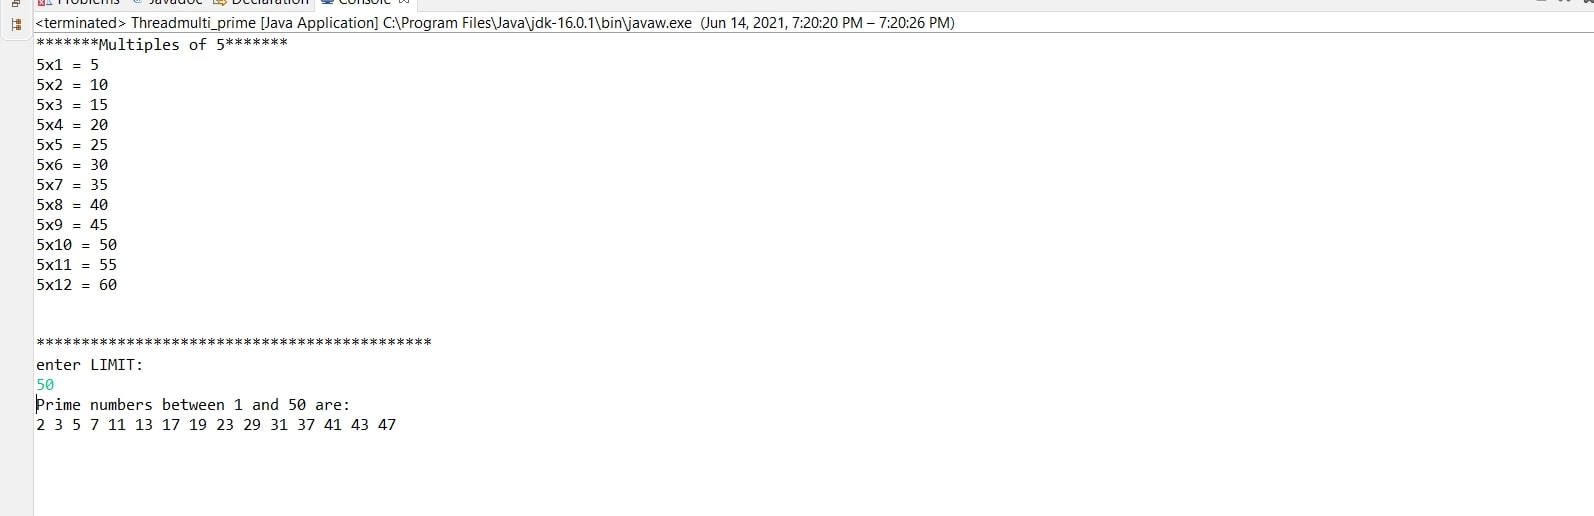 Problems Javadoc Declaration Console
<terminated> Threadmulti_prime [Java Application] C:\Program Files\Java\jdk-16.0.1\bin\javaw.exe (Jun 14, 2021, 7:20:20 PM – 7:20:26 PM)
*******Multiples of 5*******
5x1 = 5
5x2 = 10
5x3 = 15
5x4 = 20
5x5 = 25
5x6 = 30
5x7 = 35
5x8 = 40
5x9 = 45
5x10 = 50
5x11 = 55
5x12 = 60
********************************************
enter LIMIT:
50
Prime numbers between 1 and 50 are:
2 3 5 7 11 13 17 19 23 29 31 37 41 43 47